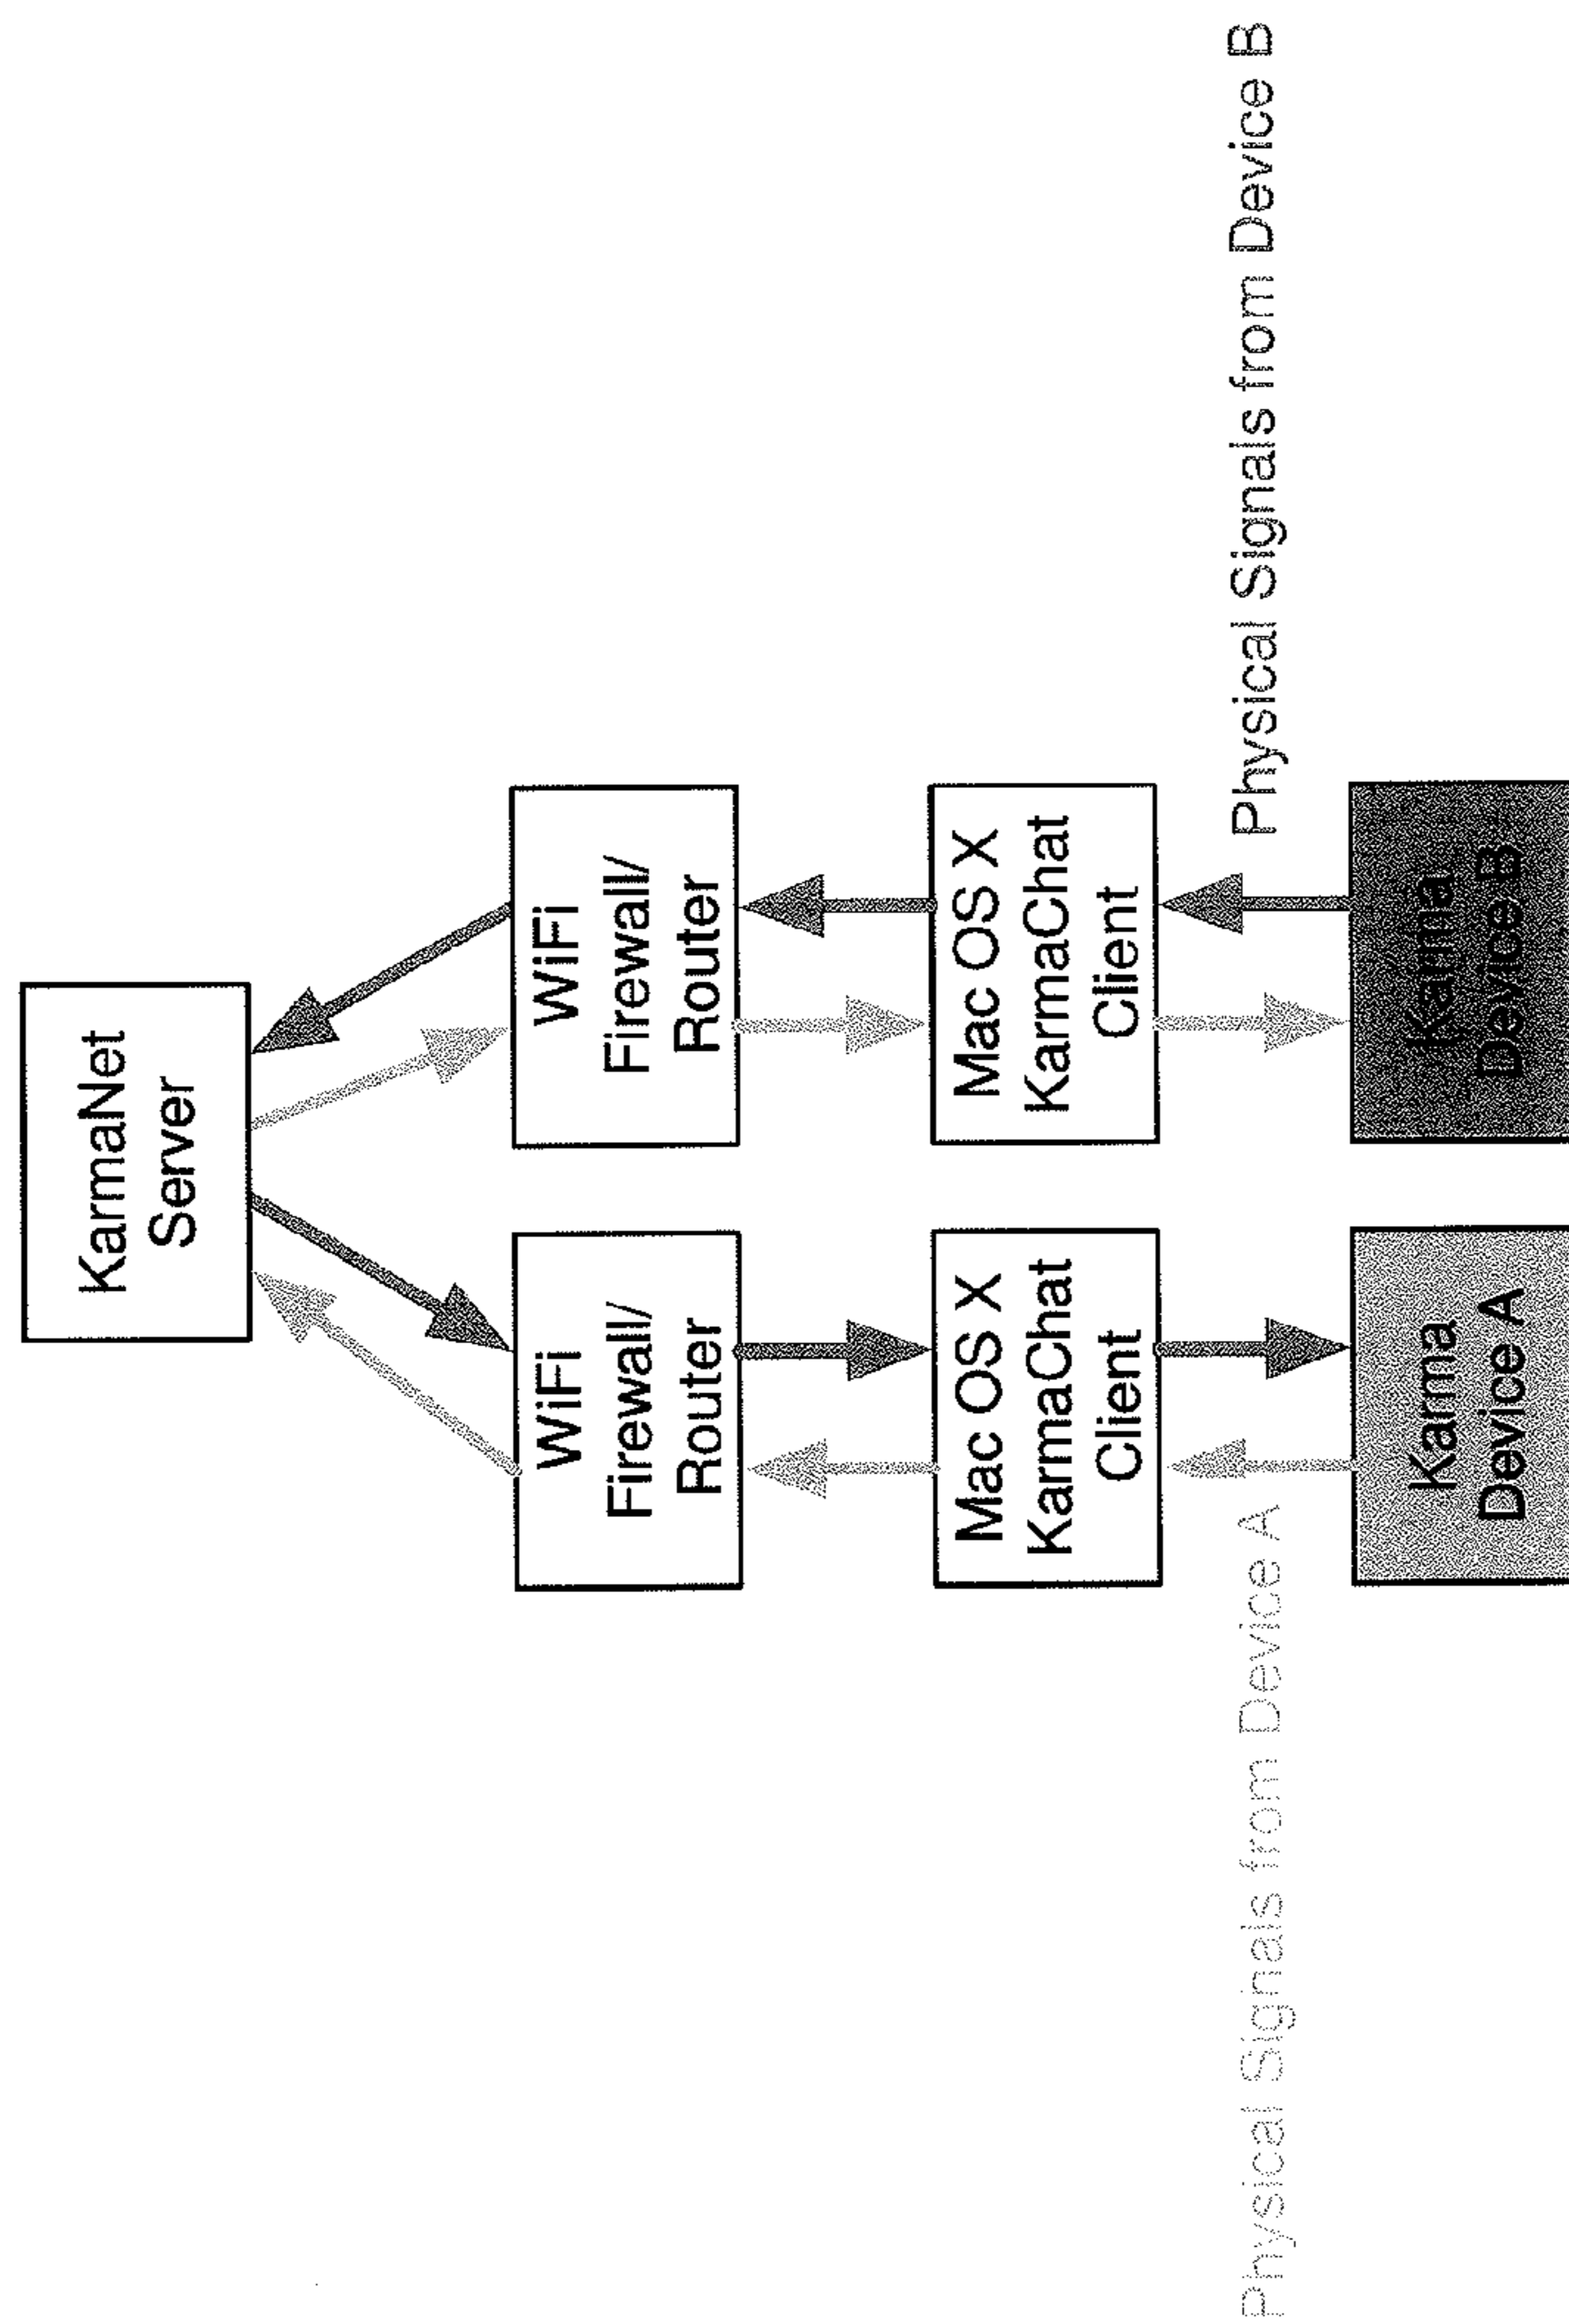 KarmaNet
Server
WiFi
Firewall/
Router
WiFi
Firewall/
Router
Mac OS X
KarmaChat
Client
Mac OS X
KarmaChat
Client
Physical Signals from Device A
Physical Signals from Device B
Karma
Device A
Karma
Device B